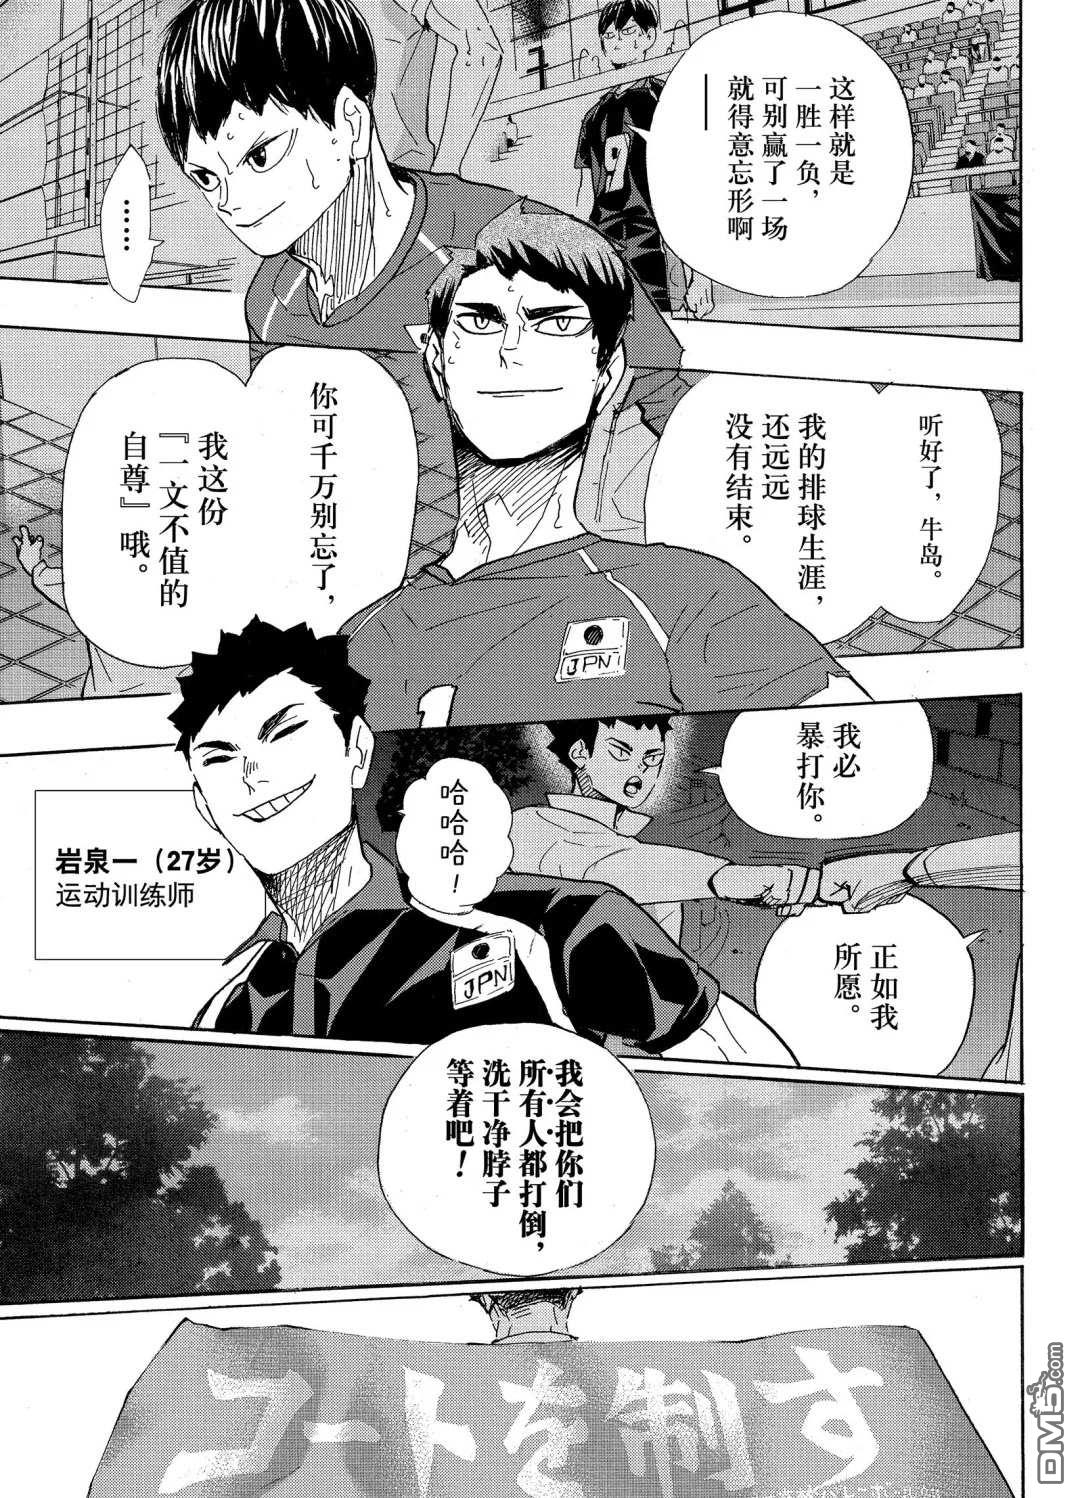 这样就是
一胜一负，
可别赢了一场
就得意忘形啊
——
……
听好了，牛岛。
我的排球生涯，
还远远
没有结束。
你可千万别忘了，
我这份
『一文不值的
自尊』哦。
JPN
我必
暴打你。
正如我
所愿。
哈哈哈！
岩泉一（27岁）
运动训练师
JPN
我会把你们
所有人都打倒，
洗干净脖子
等着吧！
コートを制す
DM5.com